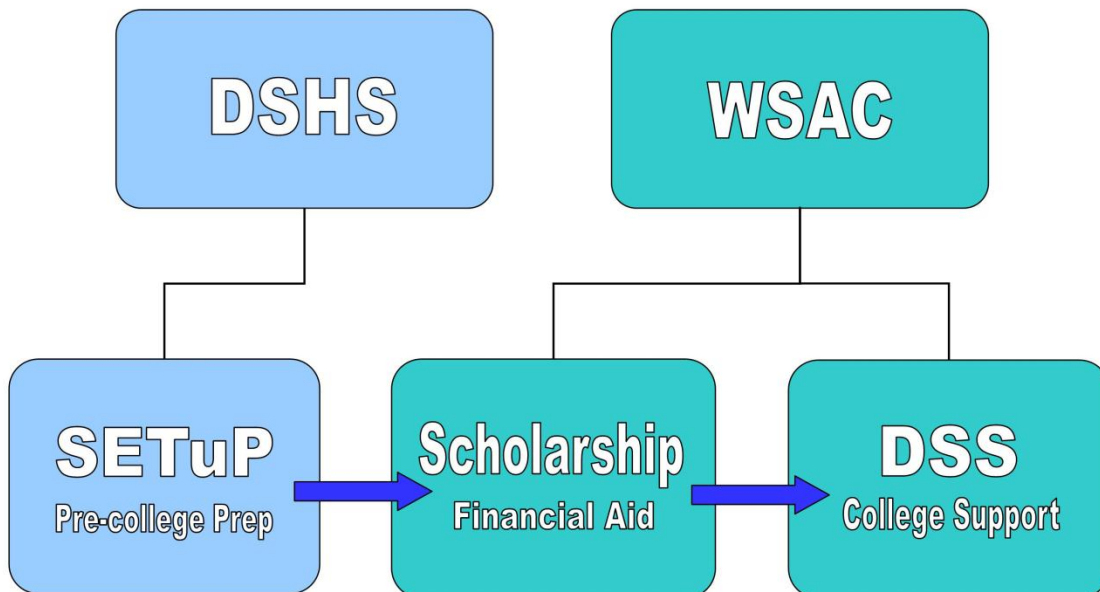 DSHS
WSAC
SETuP
Pre-college Prep
Scholarship
Financial Aid
DSS
College Support